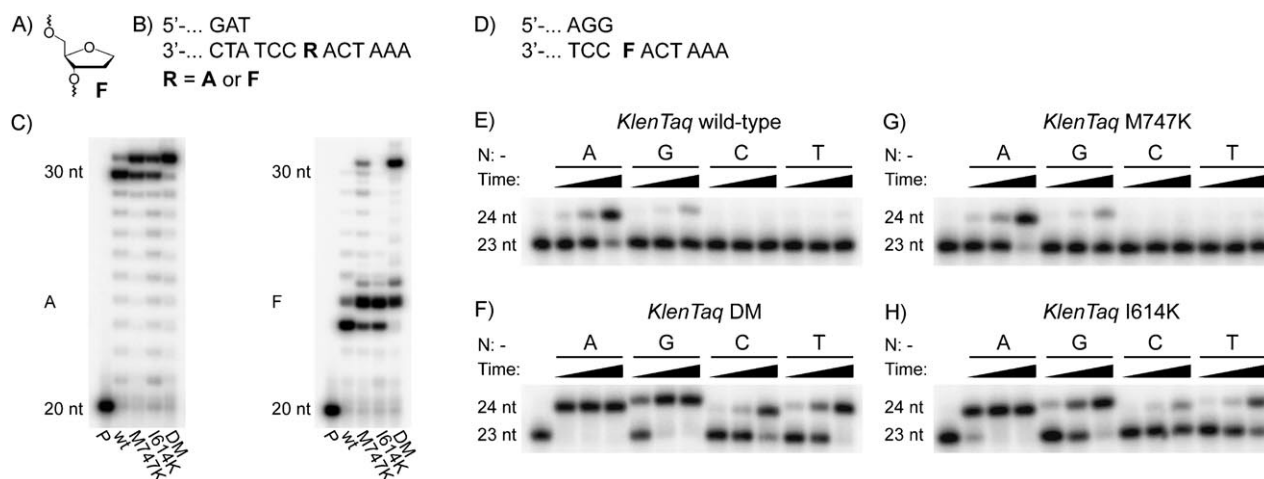 A)
O
O
O
F
B)
5'-... GAT
3'-... CTA TCC R ACT AAA
R = A or F
D)
5'-... AGG
3'-... TCC F ACT AAA
C)
30 nt
A
20 nt
P wt M747K I614K DM
30 nt
F
20 nt
P wt M747K I614K DM
E)
KlenTaq wild-type
N: - A G C T
Time:
24 nt
23 nt
G)
KlenTaq M747K
N: - A G C T
Time:
24 nt
23 nt
F)
KlenTaq DM
N: - A G C T
Time:
24 nt
23 nt
H)
KlenTaq I614K
N: - A G C T
Time:
24 nt
23 nt